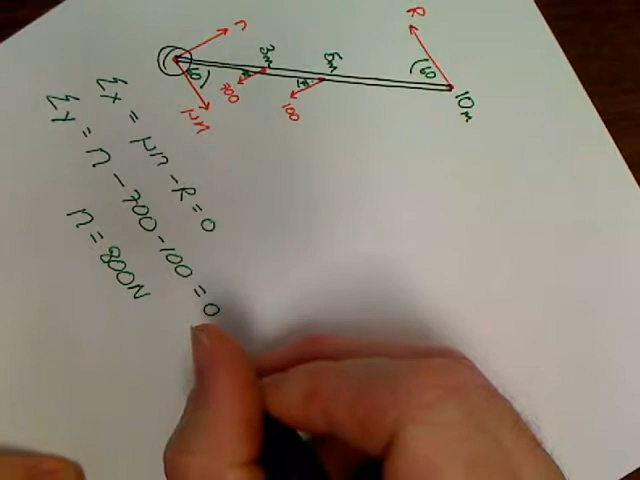 n
R
3m
5m
60
60
700
100
10m
μn
Σx = μn - R = 0
Σy = n - 700 - 100 = 0
n = 800N